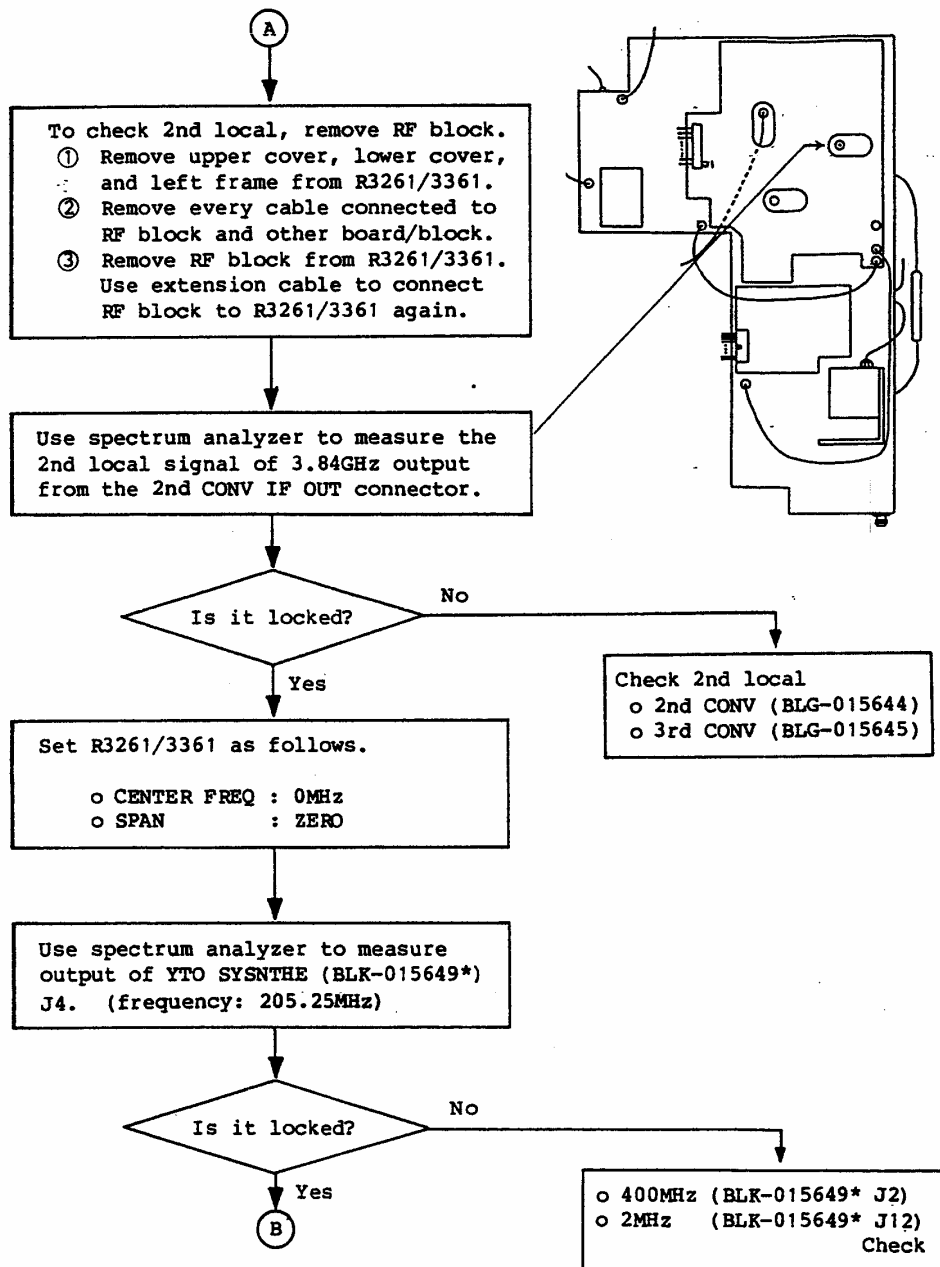 A
To check 2nd local, remove RF block.
① Remove upper cover, lower cover,
and left frame from R3261/3361.
② Remove every cable connected to
RF block and other board/block.
③ Remove RF block from R3261/3361.
Use extension cable to connect
RF block to R3261/3361 again.
Use spectrum analyzer to measure the
2nd local signal of 3.84GHz output
from the 2nd CONV IF OUT connector.
Is it locked?
No
Yes
Check 2nd local
o 2nd CONV (BLG-015644)
o 3rd CONV (BLG-015645)
Set R3261/3361 as follows.
o CENTER FREQ : 0MHz
o SPAN : ZERO
Use spectrum analyzer to measure
output of YTO SYSNTHE (BLK-015649*)
J4. (frequency: 205.25MHz)
Is it locked?
No
Yes
o 400MHz (BLK-015649* J2)
o 2MHz (BLK-015649* J12)
Check
B